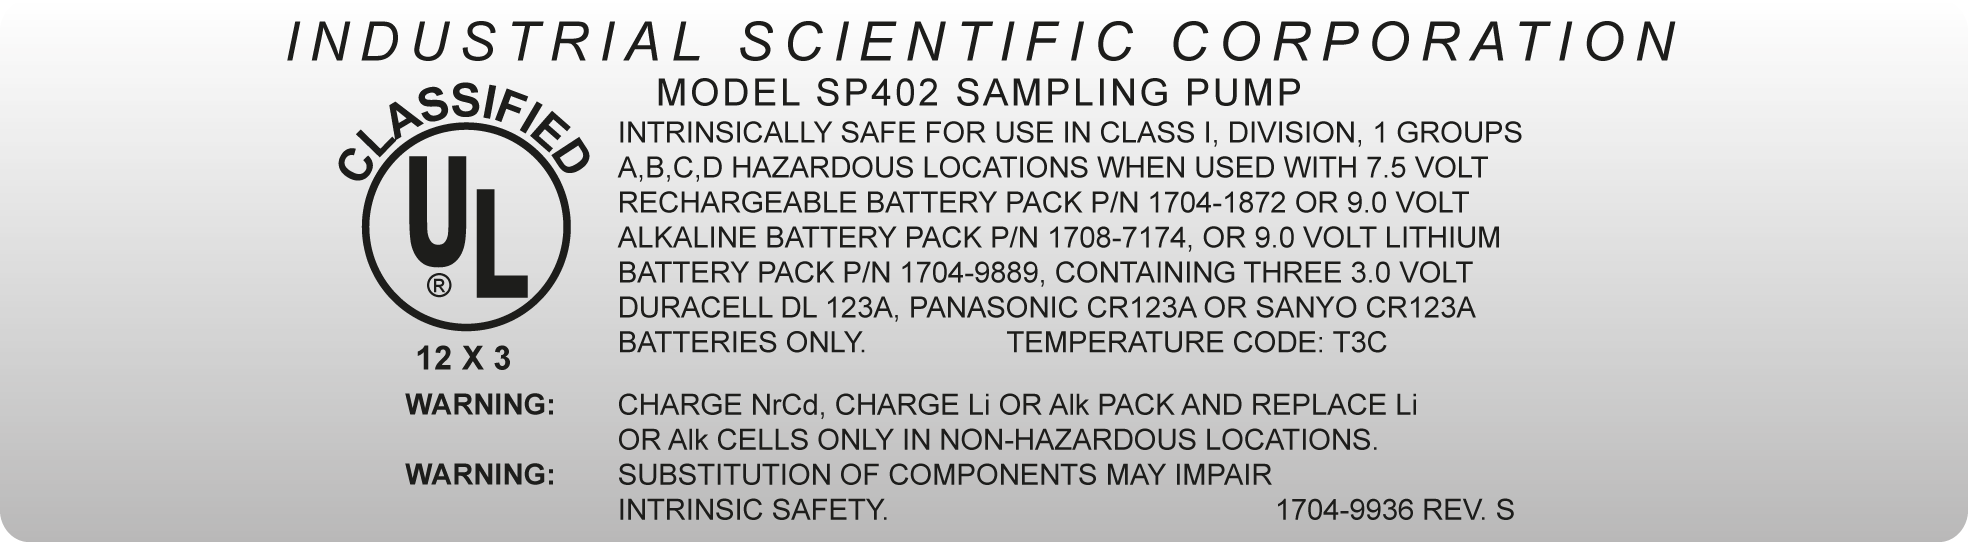 INDUSTRIAL SCIENTIFIC CORPORATION
MODEL SP402 SAMPLING PUMP
CLASSIFIED
UL
®
12 X 3
INTRINSICALLY SAFE FOR USE IN CLASS I, DIVISION, 1 GROUPS
A,B,C,D HAZARDOUS LOCATIONS WHEN USED WITH 7.5 VOLT
RECHARGEABLE BATTERY PACK P/N 1704-1872 OR 9.0 VOLT
ALKALINE BATTERY PACK P/N 1708-7174, OR 9.0 VOLT LITHIUM
BATTERY PACK P/N 1704-9889, CONTAINING THREE 3.0 VOLT
DURACELL DL 123A, PANASONIC CR123A OR SANYO CR123A
BATTERIES ONLY. TEMPERATURE CODE: T3C
WARNING: CHARGE NrCd, CHARGE Li OR Alk PACK AND REPLACE Li
OR Alk CELLS ONLY IN NON-HAZARDOUS LOCATIONS.
WARNING: SUBSTITUTION OF COMPONENTS MAY IMPAIR
INTRINSIC SAFETY. 1704-9936 REV. S